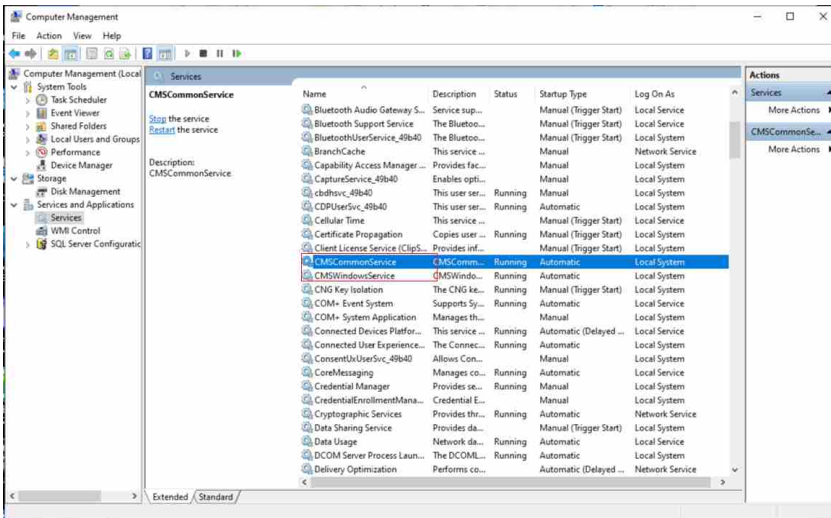 Computer Management
File Action View Help
Computer Management (Local
System Tools
Task Scheduler
Event Viewer
Shared Folders
Local Users and Groups
Performance
Device Manager
Storage
Disk Management
Services and Applications
Services
WMI Control
SQL Server Configuratic
Services
CMSCommonService
Stop the service
Restart the service
Description:
CMSCommonService
Name Description Status Startup Type Log On As
Bluetooth Audio Gateway S... Service sup... Manual (Trigger Start) Local Service
Bluetooth Support Service The Bluetoo... Manual (Trigger Start) Local Service
BluetoothUserService_49b40 The Bluetoo... Manual (Trigger Start) Local System
BranchCache This service ... Manual Network Service
Capability Access Manager ... Provides fac... Manual Local System
CaptureService_49b40 Enables opti... Manual Local System
cbdhsvc_49b40 This user ser... Running Manual Local System
CDPUserSvc_49b40 This user ser... Running Automatic Local System
Cellular Time This service ... Manual (Trigger Start) Local Service
Certificate Propagation Copies user ... Running Manual (Trigger Start) Local System
Client License Service (ClipS... Provides inf... Manual (Trigger Start) Local System
CMSCommonService CMSComm... Running Automatic Local System
CMSWindowsService CMSWindo... Running Automatic Local System
CNG Key Isolation The CNG ke... Running Manual (Trigger Start) Local System
COM+ Event System Supports Sy... Running Automatic Local Service
COM+ System Application Manages th... Manual Local System
Connected Devices Platfor... This service ... Running Automatic (Delayed ... Local Service
Connected User Experience... The Connec... Running Automatic Local System
ConsentUxUserSvc_49b40 Allows Con... Manual Local System
CoreMessaging Manages co... Running Automatic Local Service
Credential Manager Provides se... Running Manual Local System
CredentialEnrollmentMana... Credential E... Manual Local System
Cryptographic Services Provides thr... Running Automatic Network Service
Data Sharing Service Provides da... Manual (Trigger Start) Local System
Data Usage Network da... Running Automatic Local Service
DCOM Server Process Laun... The DCOML... Running Automatic Local System
Delivery Optimization Performs co... Automatic (Delayed ... Network Service
Extended Standard
Actions
Services
More Actions
CMSCommonSe...
More Actions